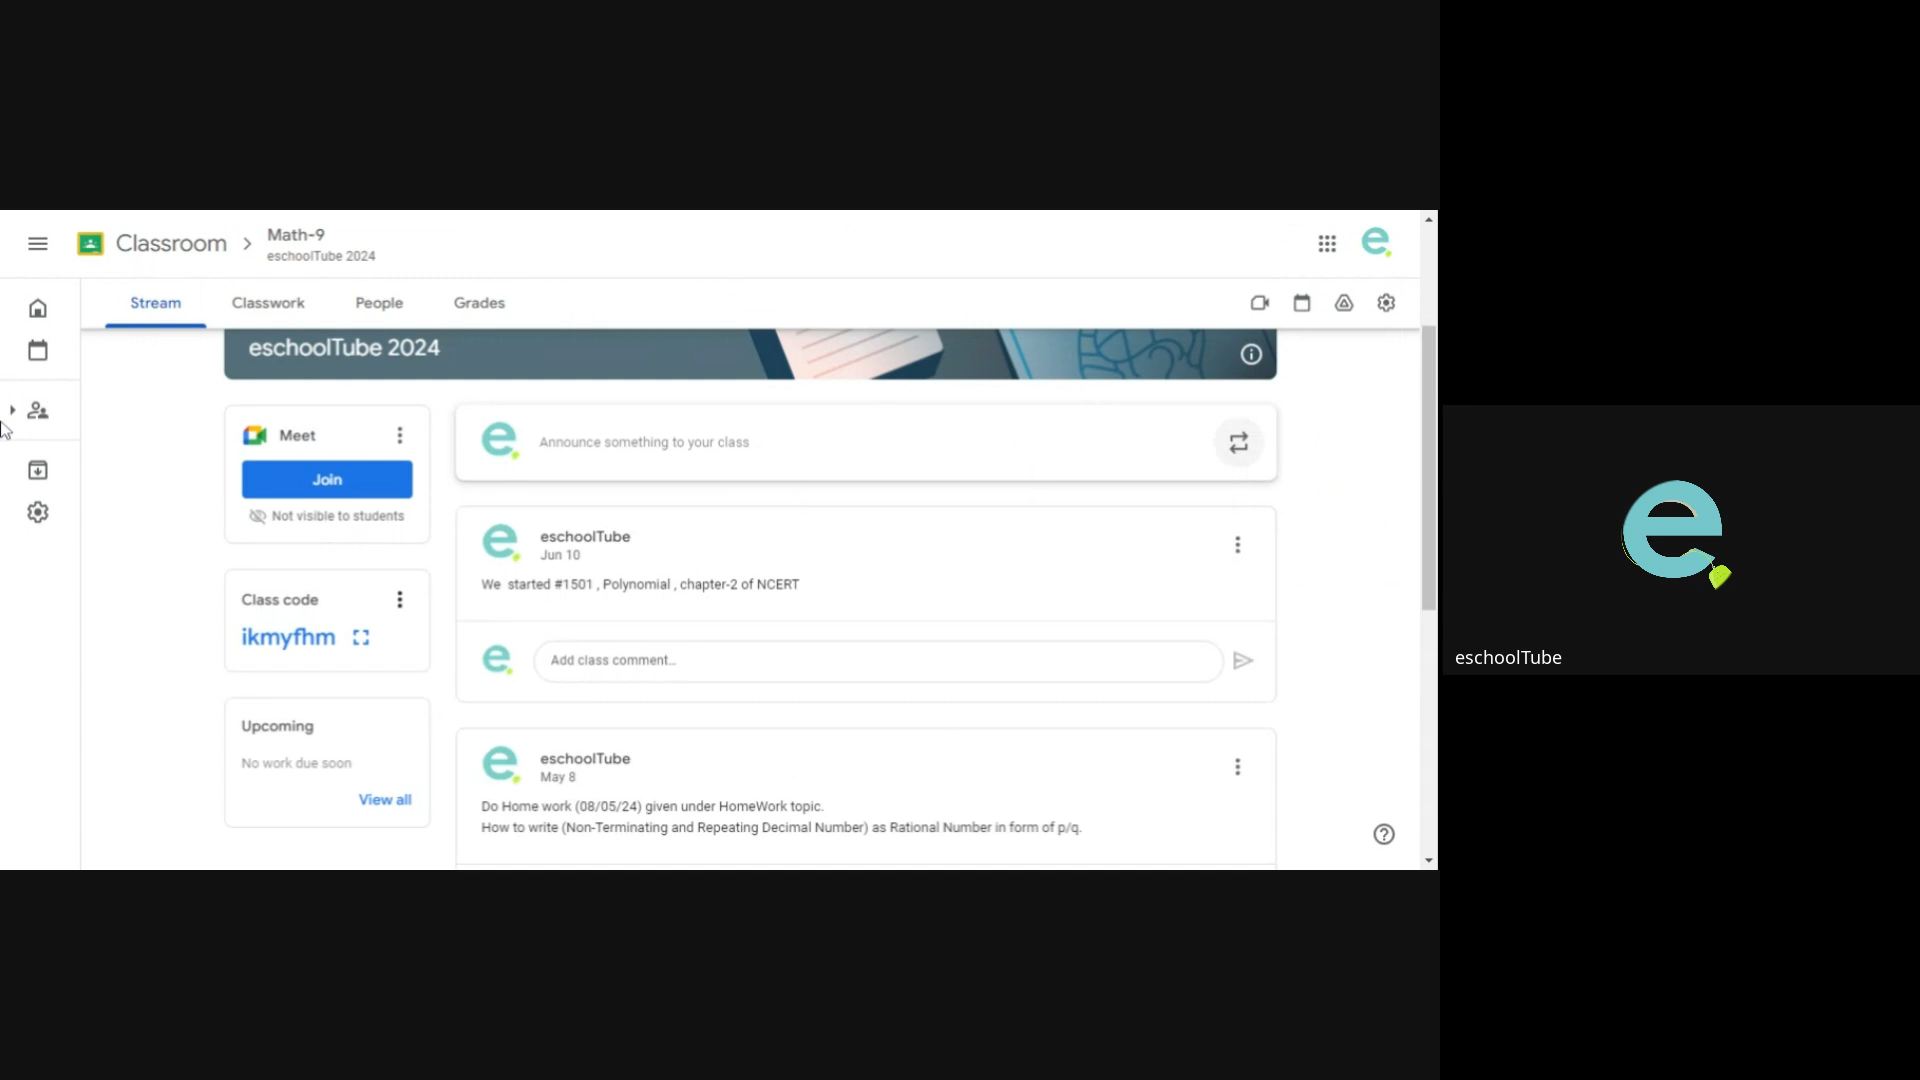 Classroom
Math-9
eschoolTube 2024
Stream
Classwork
People
Grades
eschoolTube 2024
Meet
Join
Not visible to students
Class code
ikmyfhm
Upcoming
No work due soon
View all
Announce something to your class
eschoolTube
Jun 10
We started #1501 , Polynomial , chapter-2 of NCERT
Add class comment...
eschoolTube
May 8
Do Home work (08/05/24) given under HomeWork topic.
How to write (Non-Terminating and Repeating Decimal Number) as Rational Number in form of p/q.
eschoolTube